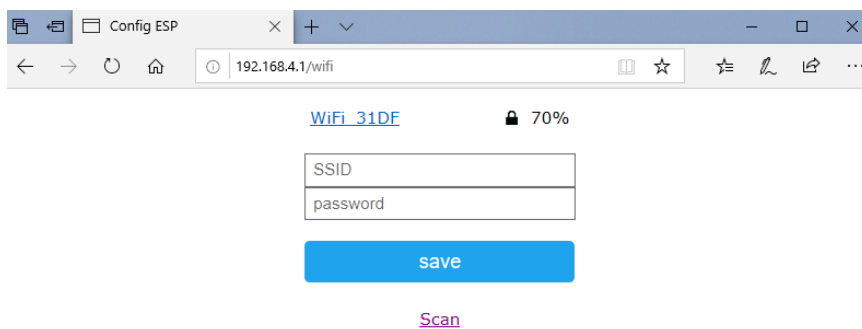 Config ESP
192.168.4.1/wifi
WiFi_31DF 70%
SSID
password
save
Scan